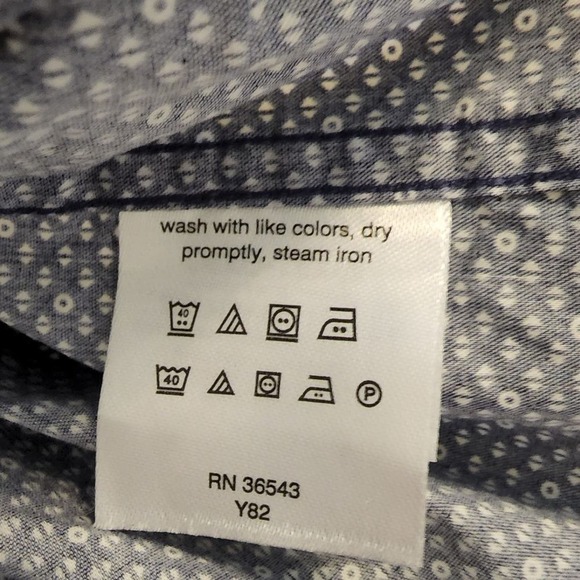 wash with like colors, dry
promptly, steam iron
40
40 P
RN 36543
Y82